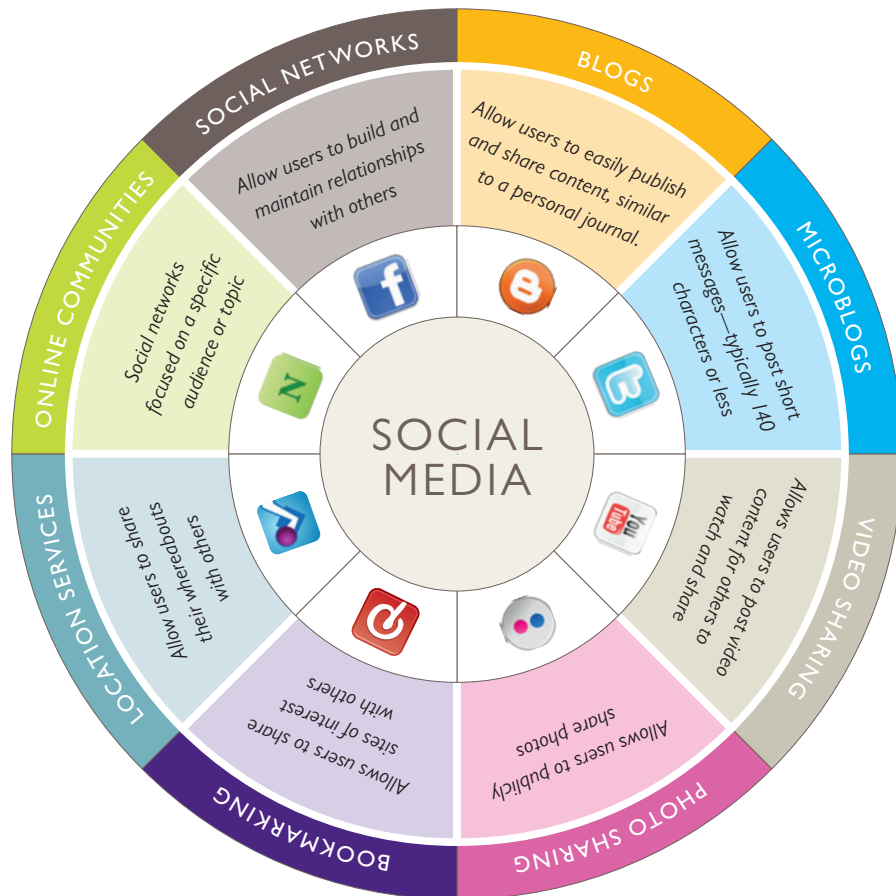 SOCIAL NETWORKS
Allow users to build and
maintain relationships
with others
f
BLOGS
Allow users to easily publish
and share content, similar
to a personal journal.
B
MICROBLOGS
Allow users to post short
messages—typically 140
characters or less
VIDEO SHARING
Allows users to post video
content for others to
watch and share
You
Tube
PHOTO SHARING
Allows users to publicly
share photos
BOOKMARKING
Allows users to share
sites of interest
with others
LOCATION SERVICES
Allow users to share
their whereabouts
with others
ONLINE COMMUNITIES
Social networks
focused on a specific
audience or topic
N
SOCIAL
MEDIA